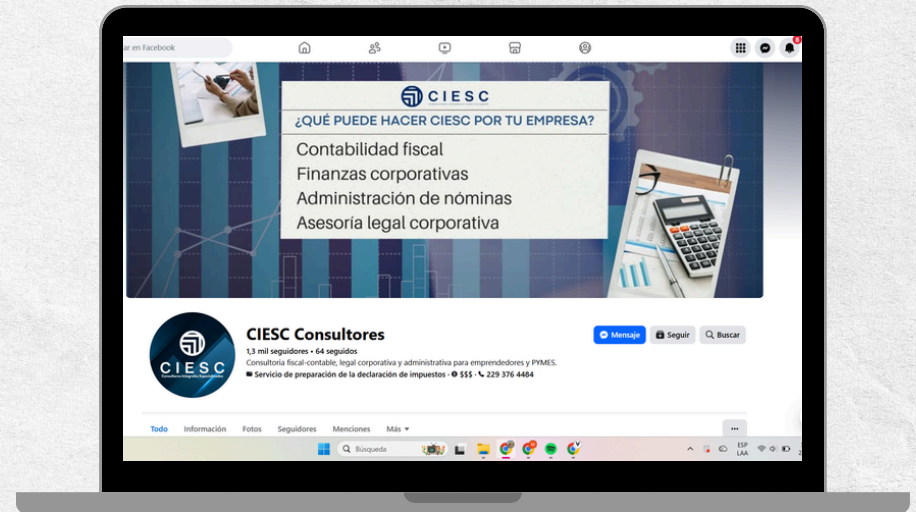 ar en Facebook
8
CIESC
¿QUÉ PUEDE HACER CIESC POR TU EMPRESA?
Contabilidad fiscal
Finanzas corporativas
Administración de nóminas
Asesoría legal corporativa
CIESC
CIESC Consultores
1,3 mil seguidores • 64 seguidos
Consultoria fiscal-contable, legal corporativa y administrativa para emprendedores y PYMES.
Servicio de preparación de la declaración de impuestos · $$$ · 229 376 4484
Mensaje
Seguir
Buscar
Todo Información Fotos Seguidores Menciones Más
Búsqueda
ESP
LAA